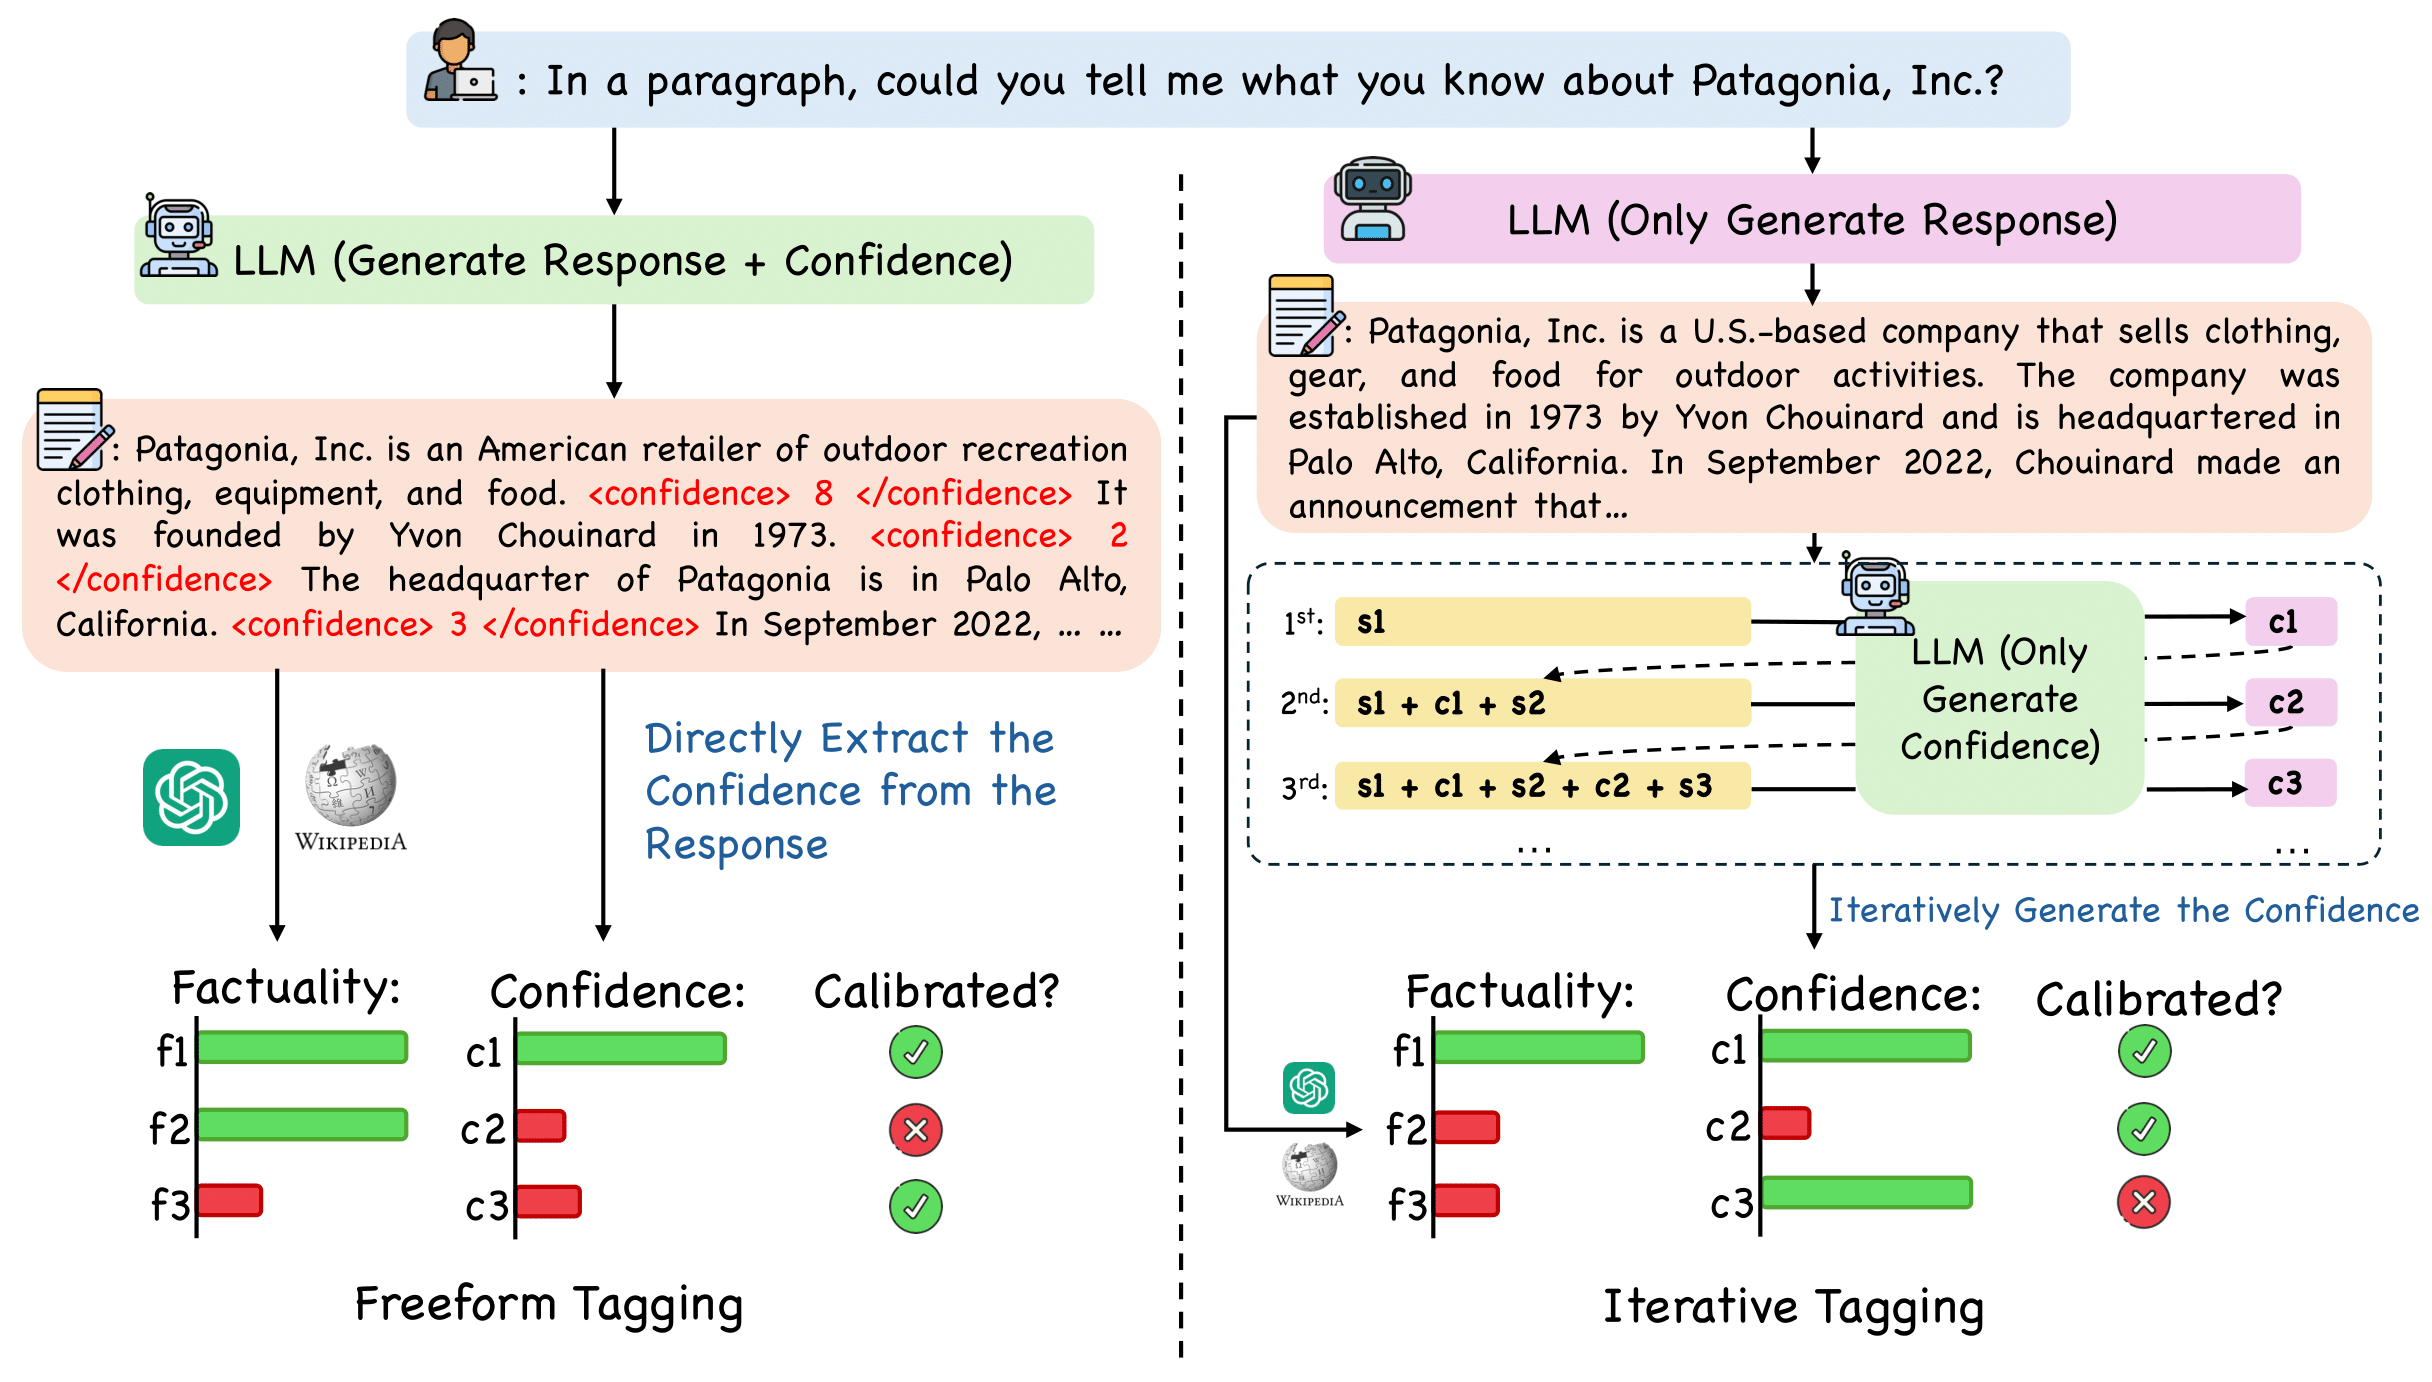 : In a paragraph, could you tell me what you know about Patagonia, Inc.?
LLM (Generate Response + Confidence)
: Patagonia, Inc. is an American retailer of outdoor recreation
clothing, equipment, and food. <confidence> 8 </confidence> It
was founded by Yvon Chouinard in 1973. <confidence> 2
</confidence> The headquarter of Patagonia is in Palo Alto,
California. <confidence> 3 </confidence> In September 2022, ... ...
WIKIPEDIA
Directly Extract the
Confidence from the
Response
Factuality:
Confidence:
Calibrated?
f1
c1
f2
c2
f3
c3
Freeform Tagging
LLM (Only Generate Response)
: Patagonia, Inc. is a U.S.-based company that sells clothing,
gear, and food for outdoor activities. The company was
established in 1973 by Yvon Chouinard and is headquartered in
Palo Alto, California. In September 2022, Chouinard made an
announcement that...
1st:
s1
c1
2nd:
s1 + c1 + s2
c2
3rd:
s1 + c1 + s2 + c2 + s3
c3
...
...
LLM (Only
Generate
Confidence)
Iteratively Generate the Confidence
WIKIPEDIA
Factuality:
Confidence:
Calibrated?
f1
c1
f2
c2
f3
c3
Iterative Tagging